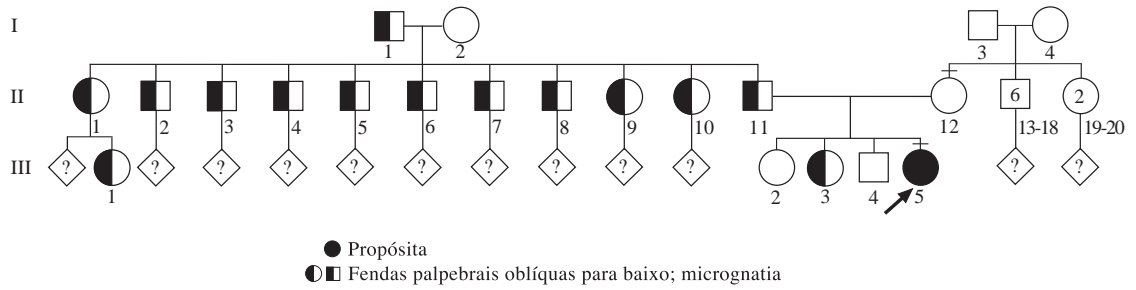 I
1 2 3 4
II
1 2 3 4 5 6 7 8 9 10 11 12 6 13-18 2 19-20
III
? 1 ? ? ? ? ? ? ? ? ? 2 3 4 5 ? ?
Propósita
Fendas palpebrais oblíquas para baixo; micrognatia